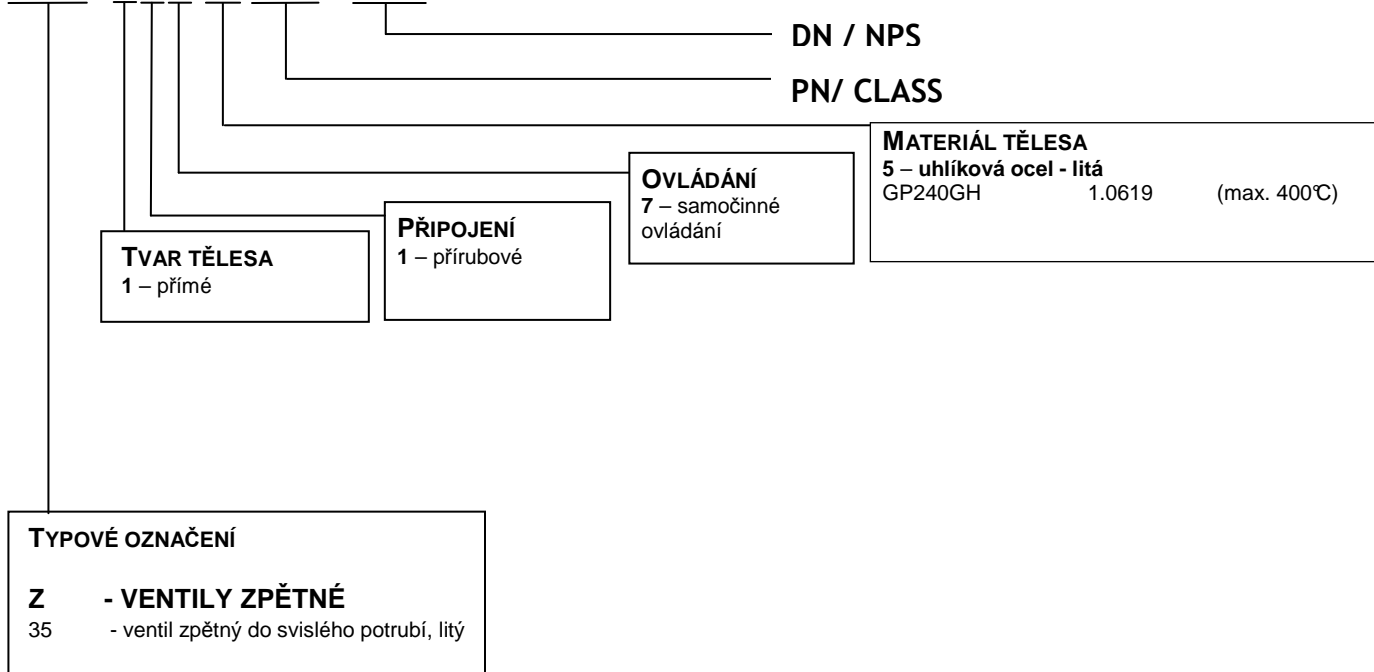 DN / NPS
PN/ CLASS
MATERIÁL TĚLESA
5 – uhlíková ocel - litá
GP240GH 1.0619 (max. 400°C)
OVLÁDÁNÍ
7 – samočinné
ovládání
PŘIPOJENÍ
1 – přírubové
TVAR TĚLESA
1 – přímé
TYPOVÉ OZNAČENÍ
Z - VENTILY ZPĚTNÉ
35 - ventil zpětný do svislého potrubí, litý